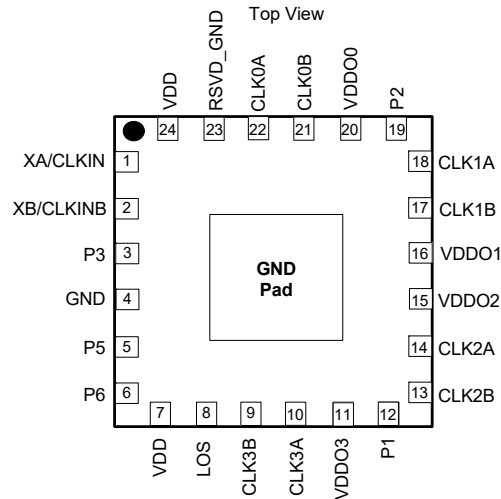 Top View
VDD
RSVD_GND
CLK0A
CLK0B
VDDO0
P2
24
23
22
21
20
19
XA/CLKIN 1
XB/CLKINB 2
P3 3
GND 4
P5 5
P6 6
GND
Pad
18 CLK1A
17 CLK1B
16 VDDO1
15 VDDO2
14 CLK2A
13 CLK2B
7
8
9
10
11
12
VDD
LOS
CLK3B
CLK3A
VDDO3
P1